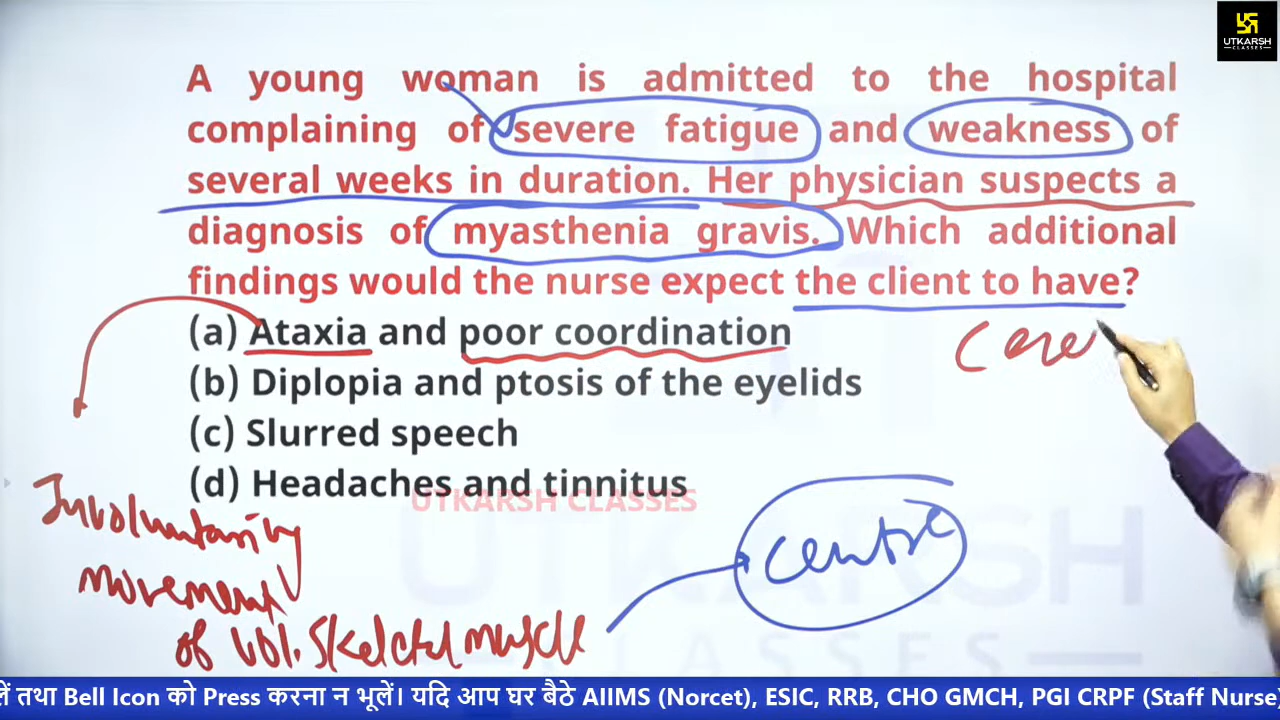 UTKARSH
CLASSES
A young woman is admitted to the hospital
complaining of severe fatigue and weakness of
several weeks in duration. Her physician suspects a
diagnosis of myasthenia gravis. Which additional
findings would the nurse expect the client to have?
(a) Ataxia and poor coordination
(b) Diplopia and ptosis of the eyelids
(c) Slurred speech
(d) Headaches and tinnitus
UTKARSH CLASSES
UTKARSH
CLASSES
Cere
Involuntary
movement
of vol. Skeletal muscle
centre
लें तथा Bell Icon को Press करना न भूलें। यदि आप घर बैठे AIIMS (Norcet), ESIC, RRB, CHO GMCH, PGI CRPF (Staff Nurse)